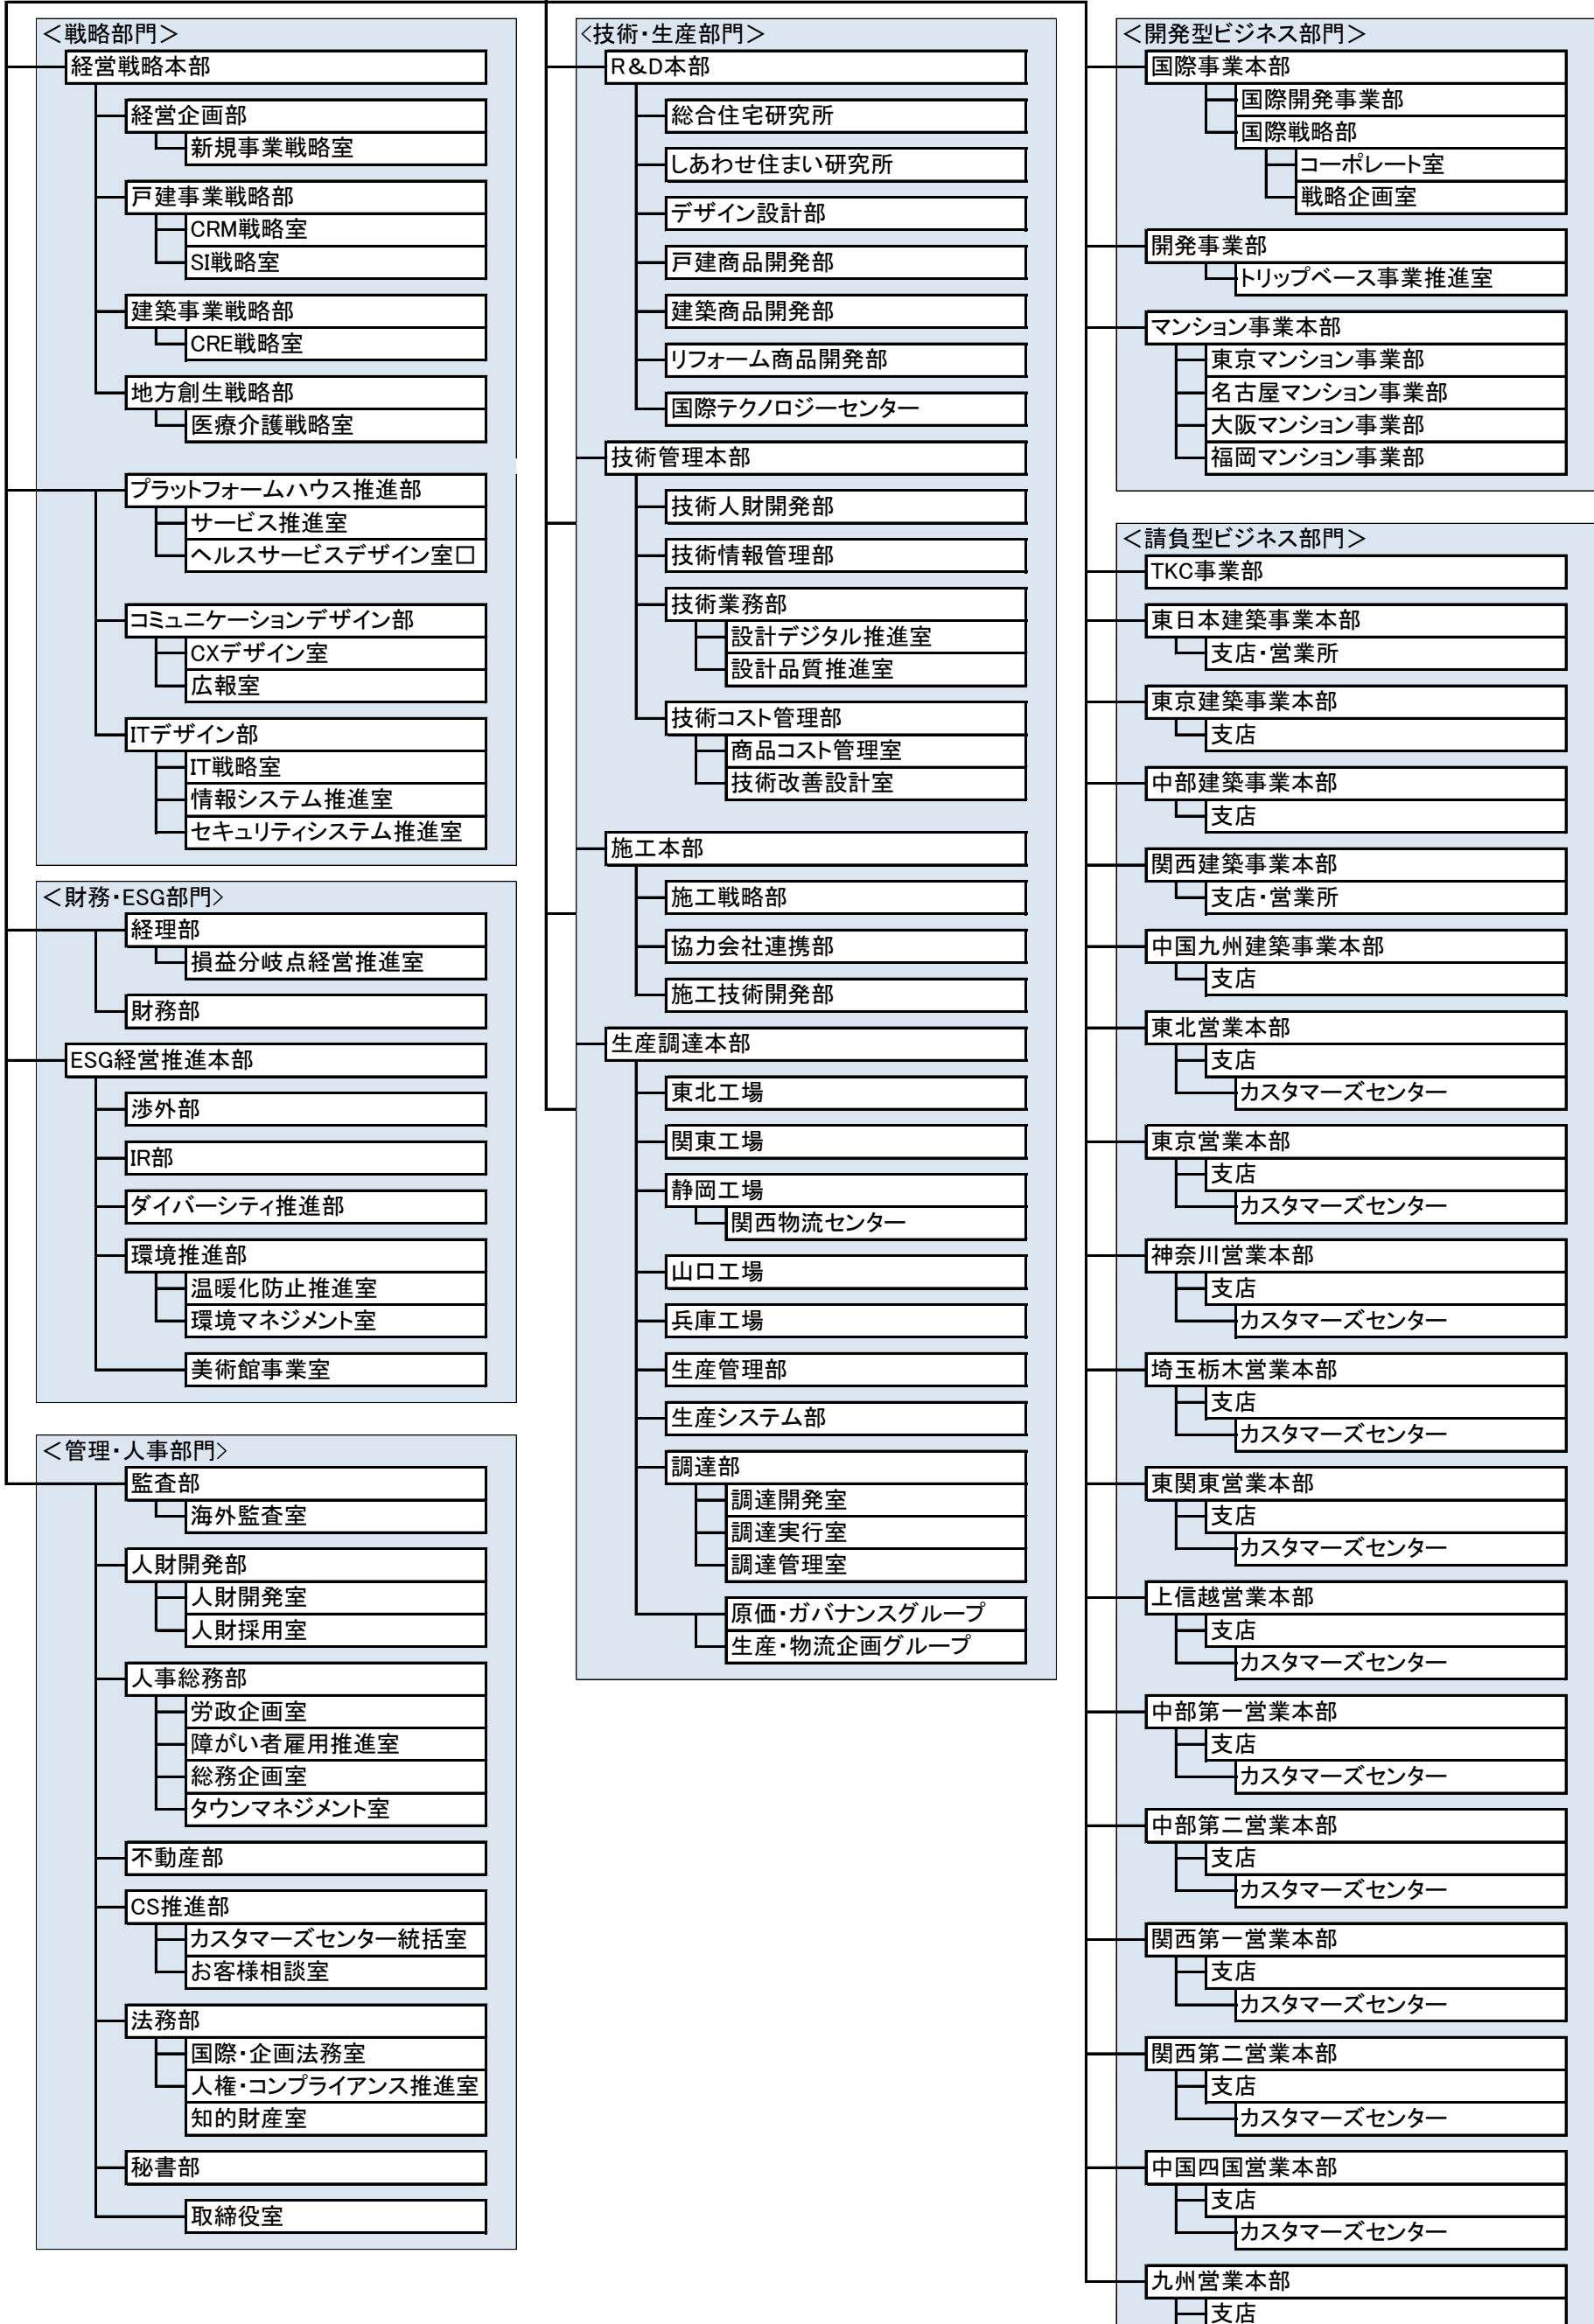 ＜戦略部門＞
経営戦略本部
経営企画部
新規事業戦略室
戸建事業戦略部
CRM戦略室
SI戦略室
建築事業戦略部
CRE戦略室
地方創生戦略部
医療介護戦略室
プラットフォームハウス推進部
サービス推進室
ヘルスサービスデザイン室□
コミュニケーションデザイン部
CXデザイン室
広報室
ITデザイン部
IT戦略室
情報システム推進室
セキュリティシステム推進室
＜財務・ESG部門＞
経理部
損益分岐点経営推進室
財務部
ESG経営推進本部
渉外部
IR部
ダイバーシティ推進部
環境推進部
温暖化防止推進室
環境マネジメント室
美術館事業室
＜管理・人事部門＞
監査部
海外監査室
人財開発部
人財開発室
人財採用室
人事総務部
労政企画室
障がい者雇用推進室
総務企画室
タウンマネジメント室
不動産部
CS推進部
カスタマーズセンター統括室
お客様相談室
法務部
国際・企画法務室
人権・コンプライアンス推進室
知的財産室
秘書部
取締役室
＜技術・生産部門＞
R＆D本部
総合住宅研究所
しあわせ住まい研究所
デザイン設計部
戸建商品開発部
建築商品開発部
リフォーム商品開発部
国際テクノロジーセンター
技術管理本部
技術人財開発部
技術情報管理部
技術業務部
設計デジタル推進室
設計品質推進室
技術コスト管理部
商品コスト管理室
技術改善設計室
施工本部
施工戦略部
協力会社連携部
施工技術開発部
生産調達本部
東北工場
関東工場
静岡工場
関西物流センター
山口工場
兵庫工場
生産管理部
生産システム部
調達部
調達開発室
調達実行室
調達管理室
原価・ガバナンスグループ
生産・物流企画グループ
＜開発型ビジネス部門＞
国際事業本部
国際開発事業部
国際戦略部
コーポレート室
戦略企画室
開発事業部
トリップベース事業推進室
マンション事業本部
東京マンション事業部
名古屋マンション事業部
大阪マンション事業部
福岡マンション事業部
＜請負型ビジネス部門＞
TKC事業部
東日本建築事業本部
支店・営業所
東京建築事業本部
支店
中部建築事業本部
支店
関西建築事業本部
支店・営業所
中国九州建築事業本部
支店
東北営業本部
支店
カスタマーズセンター
東京営業本部
支店
カスタマーズセンター
神奈川営業本部
支店
カスタマーズセンター
埼玉栃木営業本部
支店
カスタマーズセンター
東関東営業本部
支店
カスタマーズセンター
上信越営業本部
支店
カスタマーズセンター
中部第一営業本部
支店
カスタマーズセンター
中部第二営業本部
支店
カスタマーズセンター
関西第一営業本部
支店
カスタマーズセンター
関西第二営業本部
支店
カスタマーズセンター
中国四国営業本部
支店
カスタマーズセンター
九州営業本部
支店